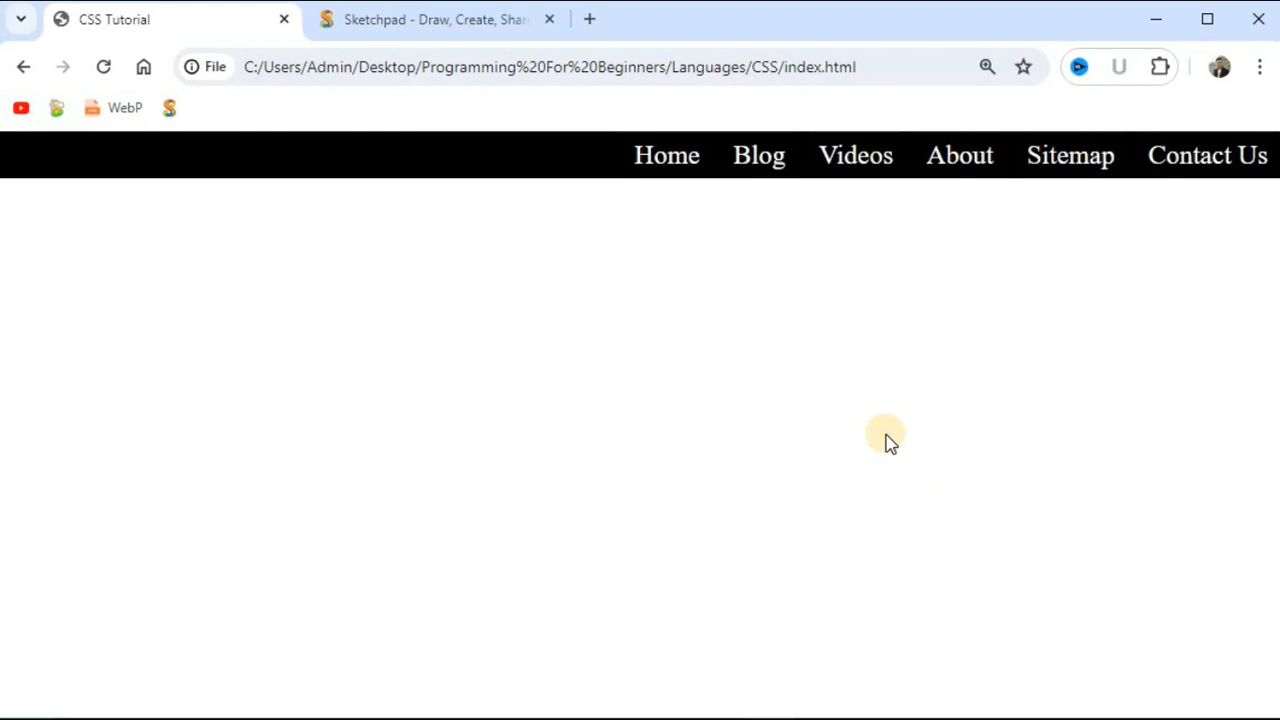 CSS Tutorial
Sketchpad - Draw, Create, Shar
File C:/Users/Admin/Desktop/Programming%20For%20Beginners/Languages/CSS/index.html
U
WebP
Home Blog Videos About Sitemap Contact Us